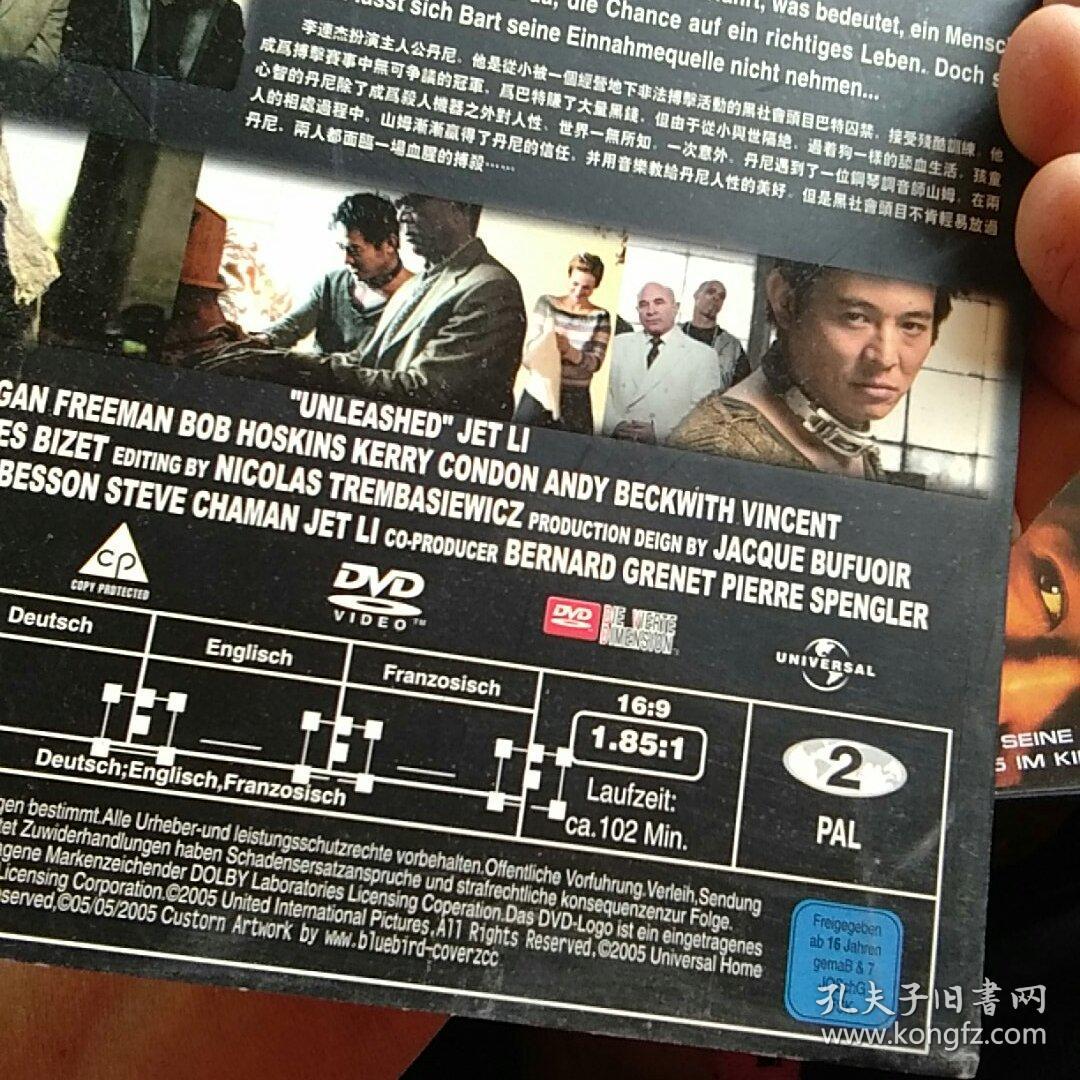 was bedeutet, ein Mensc
die Chance auf ein richtiges Leben. Doch s
sich Bart seine Einnahmequelle nicht nehmen...
李連杰扮演主人公丹尼。他是從小被一個經營地下非法搏擊活動的黑社會頭目巴特囚禁，接受殘酷訓練，他
成爲搏擊賽事中無可争議的冠軍，爲巴特賺了大量黑錢，但由于從小與世隔絶，過着狗一樣的舔血生活，孩童
心智的丹尼除了成爲殺人機器之外對人性、世界一無所知，一次意外，丹尼遇到了一位鋼琴調音師山姆，在兩
人的相處過程中，山姆漸漸贏得了丹尼的信任，并用音樂教給丹尼人性的美好，但是黑社會頭目不肯輕易放過
丹尼，兩人都面臨一場血腥的搏殺……
"UNLEASHED" JET LI
GAN FREEMAN BOB HOSKINS KERRY CONDON ANDY BECKWITH VINCENT
ES BIZET EDITING BY NICOLAS TREMBASIEWICZ PRODUCTION DEIGN BY JACQUE BUFUOIR
BESSON STEVE CHAMAN JET LI CO-PRODUCER BERNARD GRENET PIERRE SPENGLER
CP
COPY PROTECTED
DVD
VIDEO™
DVD
DIE VIERTE
DIMENSION
UNIVERSAL
Deutsch
Englisch
Franzosisch
Deutsch;Englisch,Franzosisch
16:9
1.85:1
Laufzeit:
ca.102 Min.
2
PAL
SEINE
5 IM KI
gen bestimmt.Alle Urheber-und leistungsschutzrechte vorbehalten.Offentliche Vorfuhrung.Verleih,Sendung
tet Zuwiderhandlungen haben Schadensersatzanspruche und strafrechtliche konsequenzenzur Folge.
agene Markenzeichender DOLBY Laboratories Licensing Coperation.Das DVD-Logo ist ein eingetragenes
Licensing Corporation.©2005 United International Pictures,All Rights Reserved,©2005 Universal Home
served,©05/05/2005 Custorn Artwork by www.bluebird-coverzcc
Freigegeben
ab 16 Jahren
gemaB & 7
孔夫子旧書网
www.kongfz.com